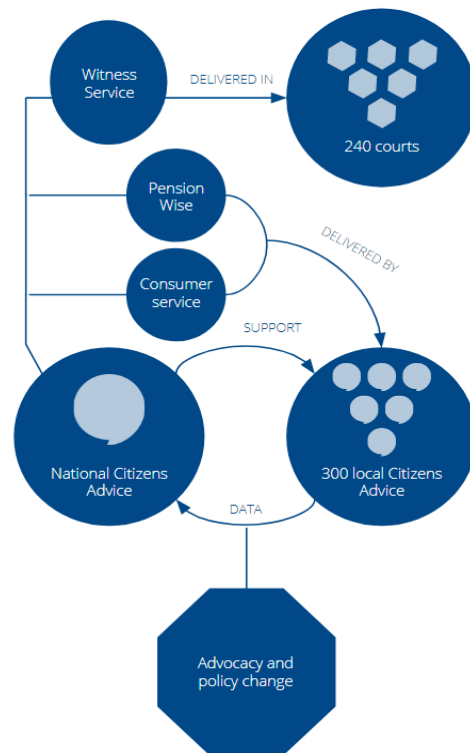 Witness
Service
DELIVERED IN
240 courts
Pension
Wise
DELIVERED BY
Consumer
service
SUPPORT
National Citizens
Advice
300 local Citizens
Advice
DATA
Advocacy and
policy change